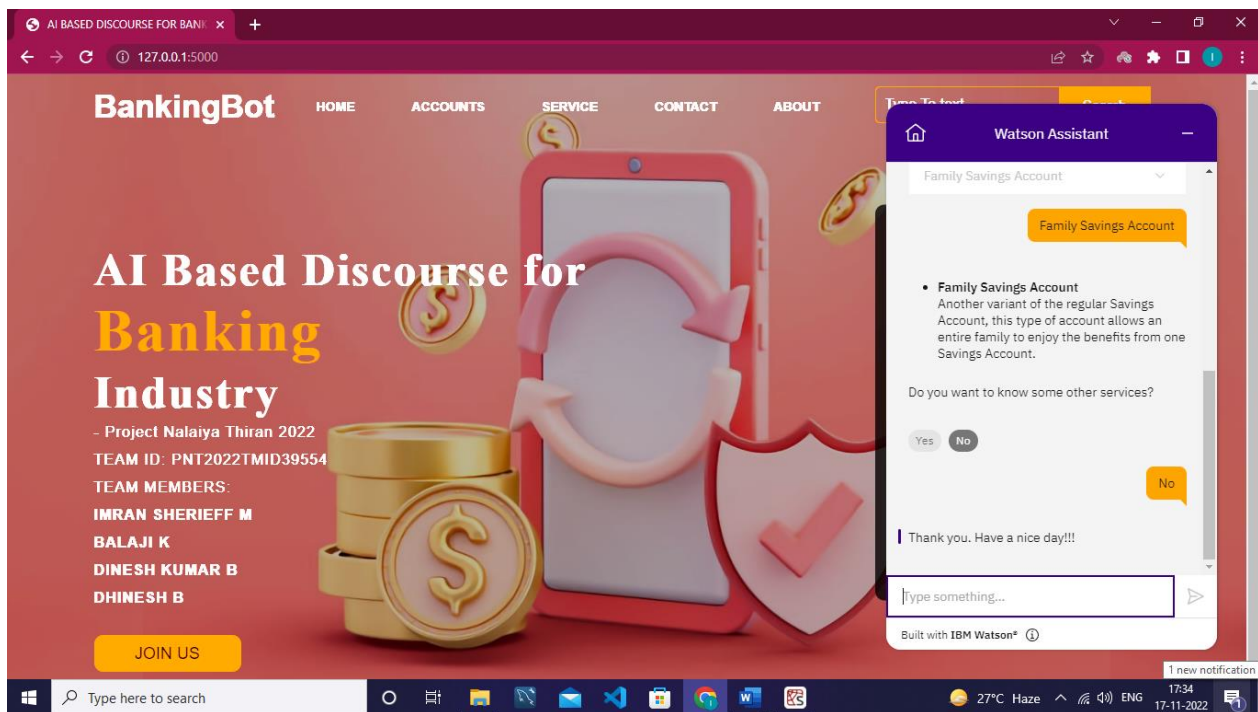 AI BASED DISCOURSE FOR BANK
127.0.0.1:5000
BankingBot HOME ACCOUNTS SERVICE CONTACT ABOUT
AI Based Discourse for
Banking
Industry
- Project Nalaiya Thiran 2022
TEAM ID: PNT2022TMID39554
TEAM MEMBERS:
IMRAN SHERIEFF M
BALAJI K
DINESH KUMAR B
DHINESH B
JOIN US
Type To text
Search
Watson Assistant
Family Savings Account
Family Savings Account
• Family Savings Account
Another variant of the regular Savings
Account, this type of account allows an
entire family to enjoy the benefits from one
Savings Account.
Do you want to know some other services?
Yes No
No
Thank you. Have a nice day!!!
Type something...
Built with IBM Watson®
1 new notification
Type here to search
27°C Haze ENG 17:34
17-11-2022